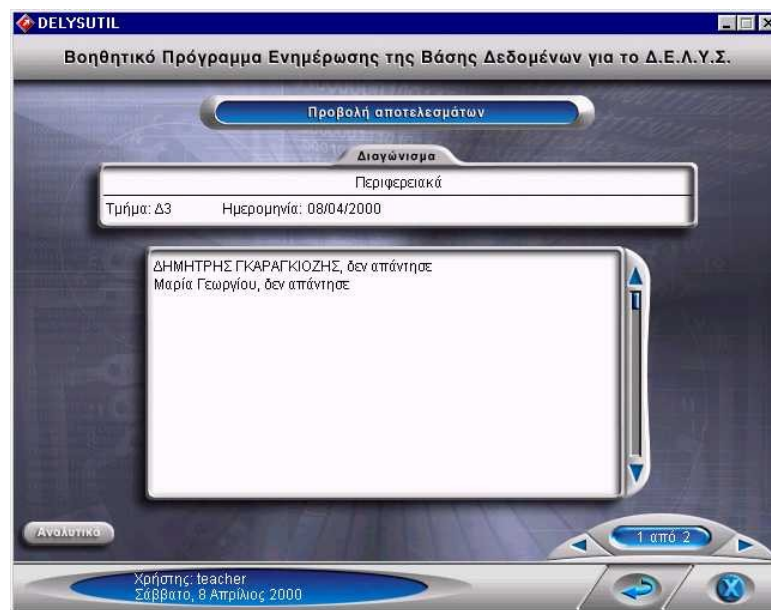 DELYSUTIL
Βοηθητικό Πρόγραμμα Ενημέρωσης της Βάσης Δεδομένων για το Δ.Ε.Λ.Υ.Σ.
Προβολή αποτελεσμάτων
Διαγώνισμα
Περιφερειακά
Τμήμα: Δ3 Ημερομηνία: 08/04/2000
ΔΗΜΗΤΡΗΣ ΓΚΑΡΑΓΚΙΟΖΗΣ, δεν απάντησε
Μαρία Γεωργίου, δεν απάντησε
Αναλυτικά
1 από 2
Χρήστης: teacher
Σάββατο, 8 Απρίλιος 2000